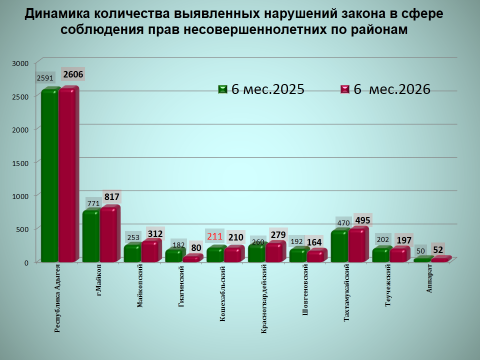 Динамика количества выявленных нарушений закона в сфере
соблюдения прав несовершеннолетних по районам
3000
2500
2000
1500
1000
500
0
6 мес.2025
6 мес.2026
2591
2606
771
817
253
312
182
80
211
210
260
279
192
164
470
495
202
197
50
52
Республика Адыгея
г.Майкоп
Майкопский
Гиагинский
Кошехабльский
Красногвардейский
Шовгеновский
Тахтамукайский
Теучежский
Аппарат